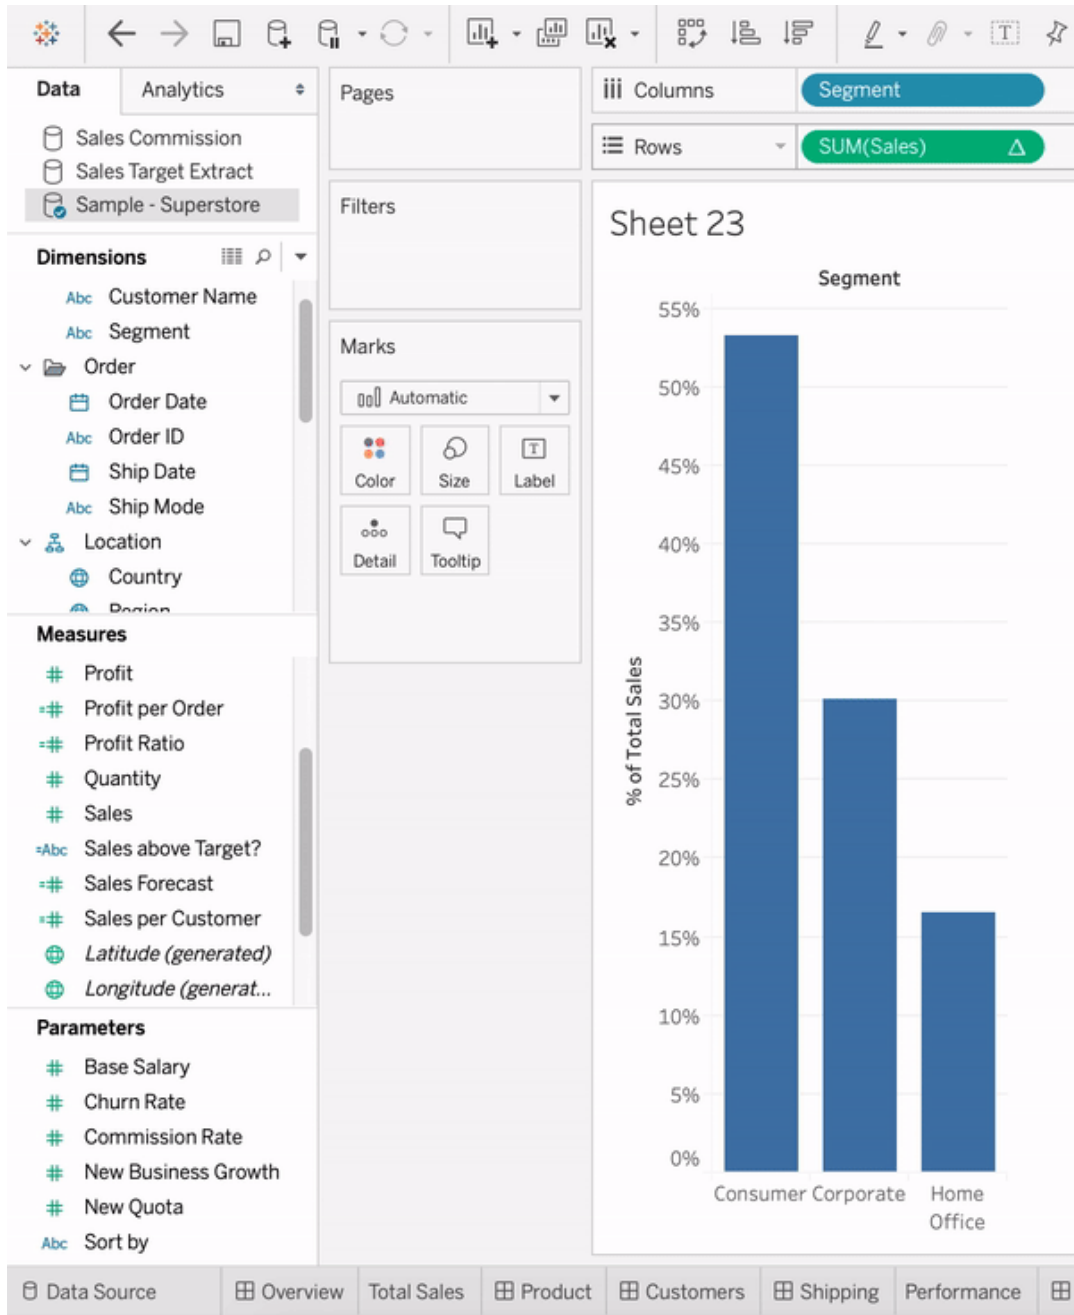 Data
Analytics
Sales Commission
Sales Target Extract
Sample - Superstore
Dimensions
Abc Customer Name
Abc Segment
Order
Order Date
Abc Order ID
Ship Date
Abc Ship Mode
Location
Country
Region
Measures
# Profit
=# Profit per Order
=# Profit Ratio
# Quantity
# Sales
=Abc Sales above Target?
=# Sales Forecast
=# Sales per Customer
Latitude (generated)
Longitude (generat...
Parameters
# Base Salary
# Churn Rate
# Commission Rate
# New Business Growth
# New Quota
Abc Sort by
Pages
Filters
Marks
Automatic
Color
Size
T
Label
Detail
Tooltip
T
Columns
Segment
Rows
SUM(Sales)
Sheet 23
Segment
55%
50%
45%
40%
35%
30%
25%
20%
15%
10%
5%
0%
% of Total Sales
Consumer
Corporate
Home
Office
Data Source
Overview
Total Sales
Product
Customers
Shipping
Performance